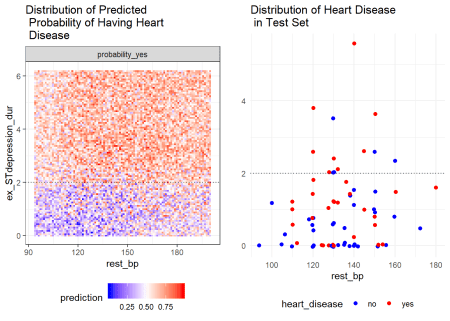 Distribution of Predicted
Probability of Having Heart
Disease
probability_yes
ex_STdepression_dur
6
4
2
0
90
120
150
180
rest_bp
prediction
0.25 0.50 0.75
Distribution of Heart Disease
in Test Set
4
2
0
100
120
140
160
180
rest_bp
heart_disease
no
yes